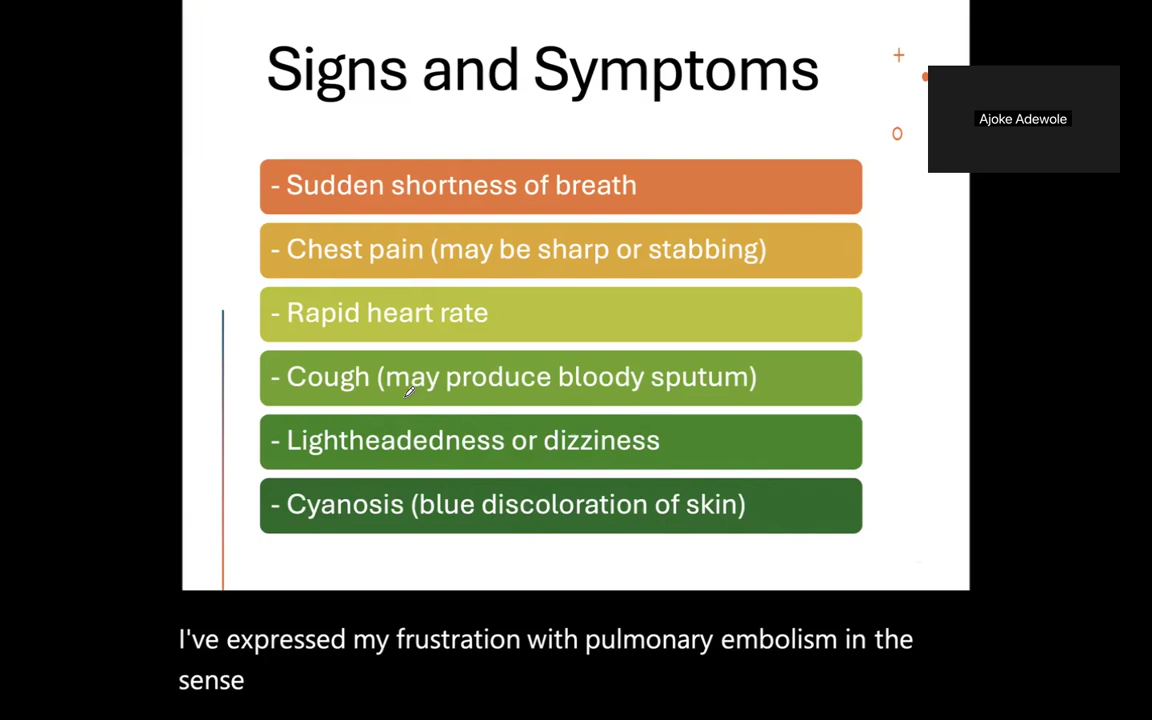 Signs and Symptoms
Ajoke Adewole
- Sudden shortness of breath
- Chest pain (may be sharp or stabbing)
- Rapid heart rate
- Cough (may produce bloody sputum)
- Lightheadedness or dizziness
- Cyanosis (blue discoloration of skin)
I've expressed my frustration with pulmonary embolism in the
sense